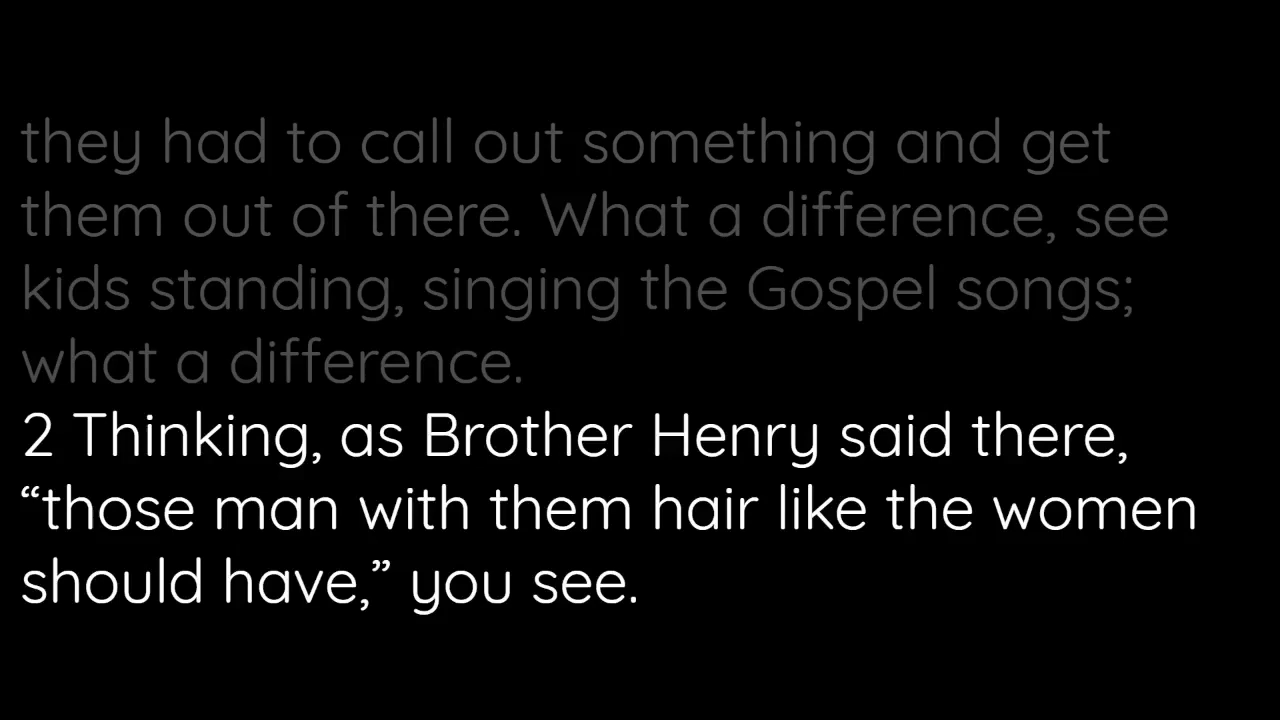 they had to call out something and get
them out of there. What a difference, see
kids standing, singing the Gospel songs;
what a difference.
2 Thinking, as Brother Henry said there,
“those man with them hair like the women
should have,” you see.